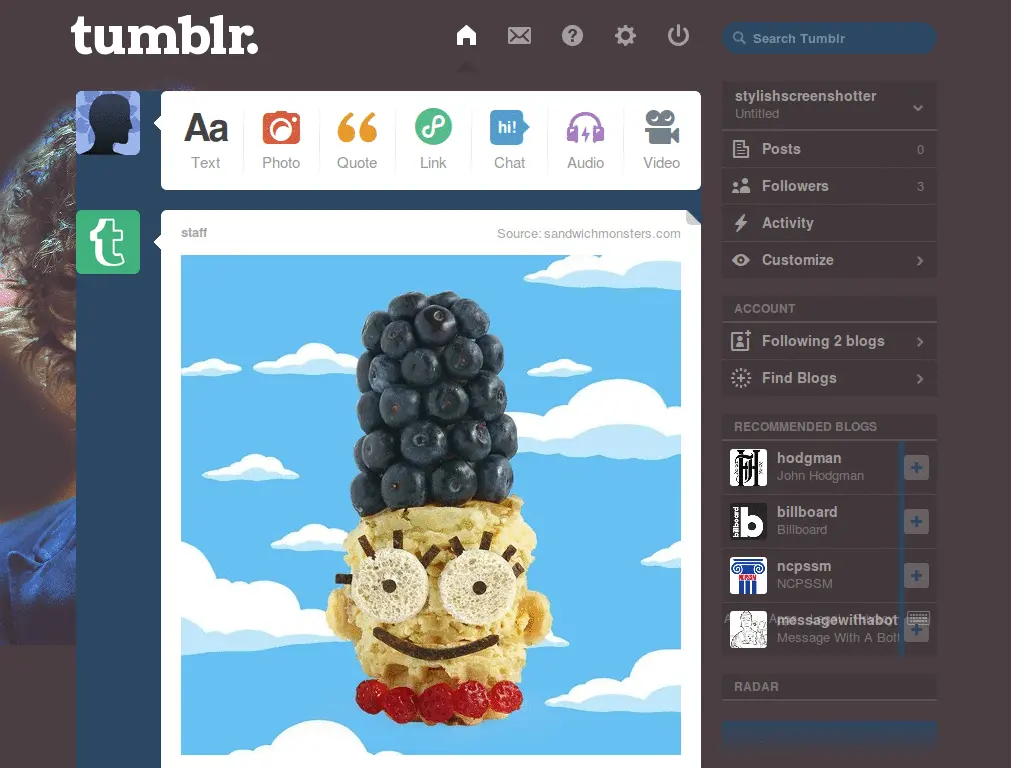 tumblr.
Search Tumblr
Aa
hi!
Text
Photo
Quote
Link
Chat
Audio
Video
staff
Source: sandwichmonsters.com
stylishscreenshotter
Untitled
Posts 0
Followers 3
Activity
Customize
ACCOUNT
Following 2 blogs
Find Blogs
RECOMMENDED BLOGS
hodgman
John Hodgman
billboard
Billboard
ncpssm
NCPSSM
messagewithabot
Message With A Bott
RADAR